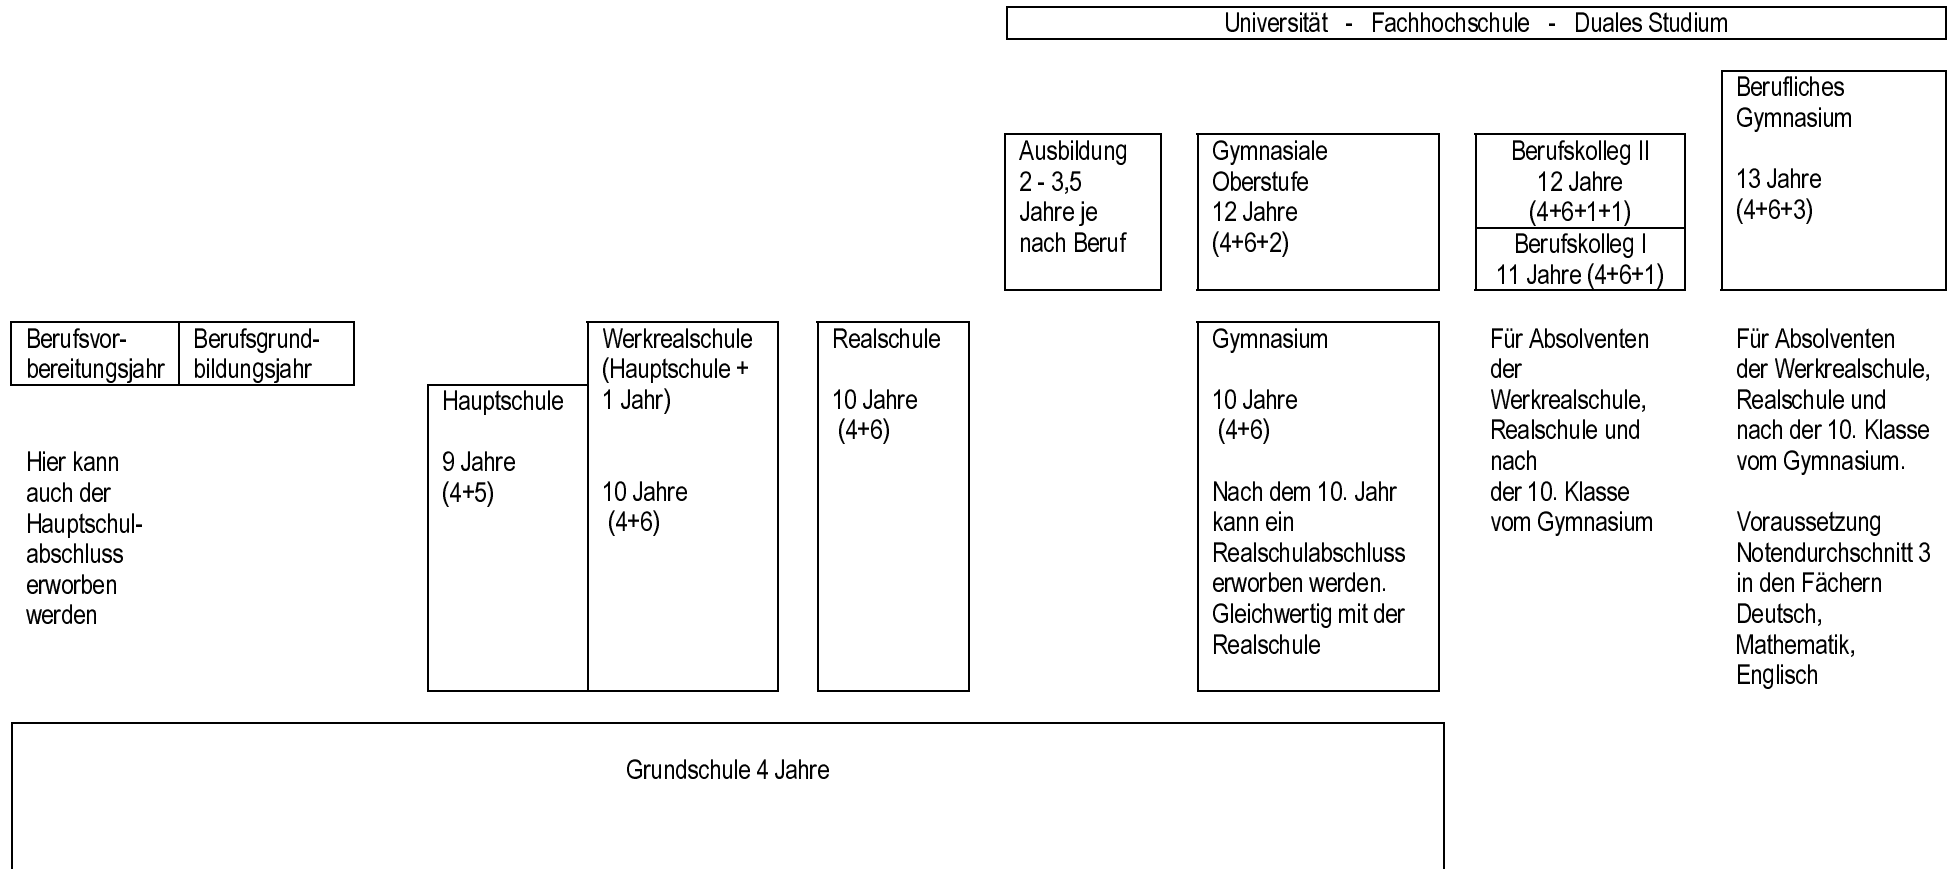 Universität - Fachhochschule - Duales Studium
Berufliches
Gymnasium
13 Jahre
(4+6+3)
Ausbildung
2 - 3,5
Jahre je
nach Beruf
Gymnasiale
Oberstufe
12 Jahre
(4+6+2)
Berufskolleg II
12 Jahre
(4+6+1+1)
Berufskolleg I
11 Jahre (4+6+1)
Berufsvor-
bereitungsjahr
Berufsgrund-
bildungsjahr
Hier kann
auch der
Hauptschul-
abschluss
erworben
werden
Hauptschule
9 Jahre
(4+5)
Werkrealschule
(Hauptschule +
1 Jahr)
10 Jahre
(4+6)
Realschule
10 Jahre
(4+6)
Gymnasium
10 Jahre
(4+6)
Nach dem 10. Jahr
kann ein
Realschulabschluss
erworben werden.
Gleichwertig mit der
Realschule
Für Absolventen
der
Werkrealschule,
Realschule und
nach
der 10. Klasse
vom Gymnasium
Für Absolventen
der Werkrealschule,
Realschule und
nach der 10. Klasse
vom Gymnasium.
Voraussetzung
Notendurchschnitt 3
in den Fächern
Deutsch,
Mathematik,
Englisch
Grundschule 4 Jahre